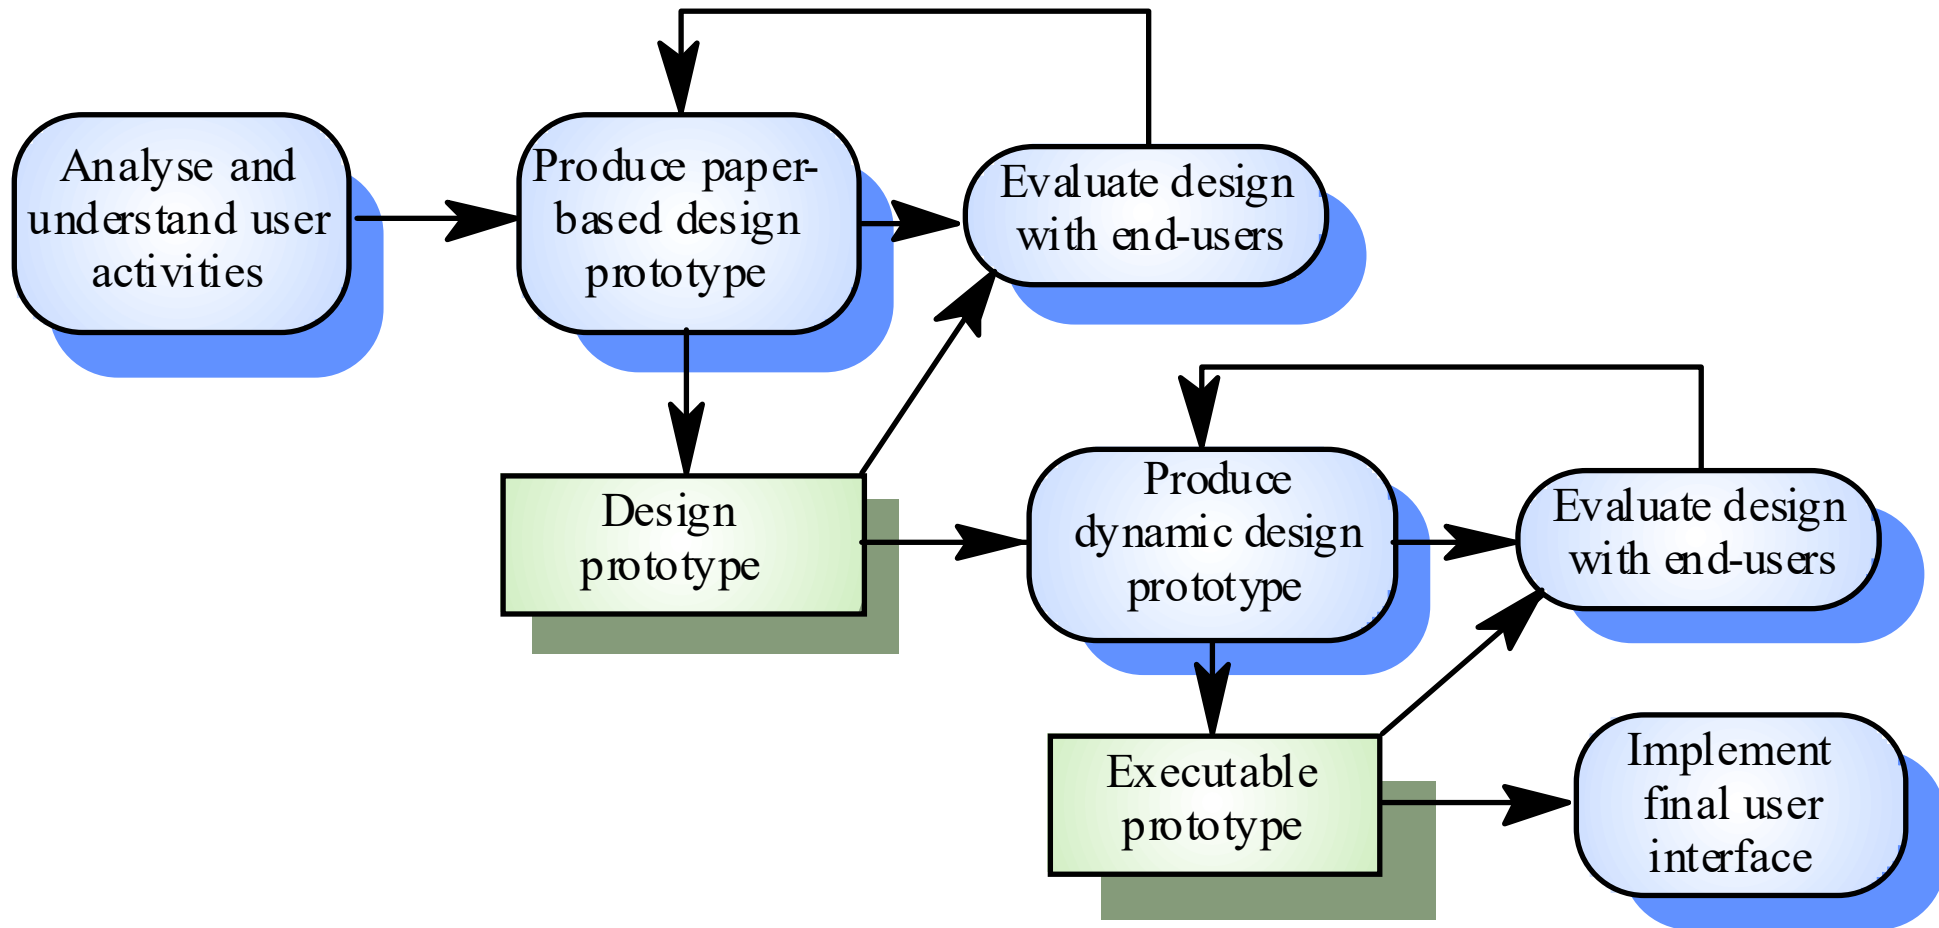 Analyse and
understand user
activities
Produce paper-
based design
prototype
Evaluate design
with end-users
Design
prototype
Produce
dynamic design
prototype
Evaluate design
with end-users
Executable
prototype
Implement
final user
interface